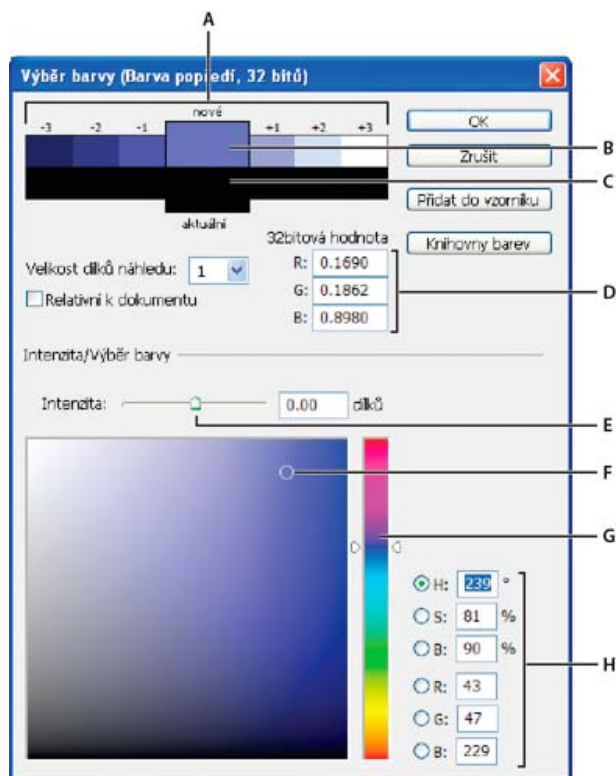 A
Výběr barvy (Barva popředí, 32 bitů)
nové
-3 -2 -1 +1 +2 +3
OK
B
Zrušit
C
Přidat do vzorníku
aktuální
32bitová hodnota
Knihovny barev
Velikost dílků náhledu: 1
R: 0.1690
D
Relativní k dokumentu
G: 0.1862
B: 0.8980
Intenzita/Výběr barvy
Intenzita: 0.00 dílků
E
F
G
H: 239 °
S: 81 %
B: 90 %
H
R: 43
G: 47
B: 229